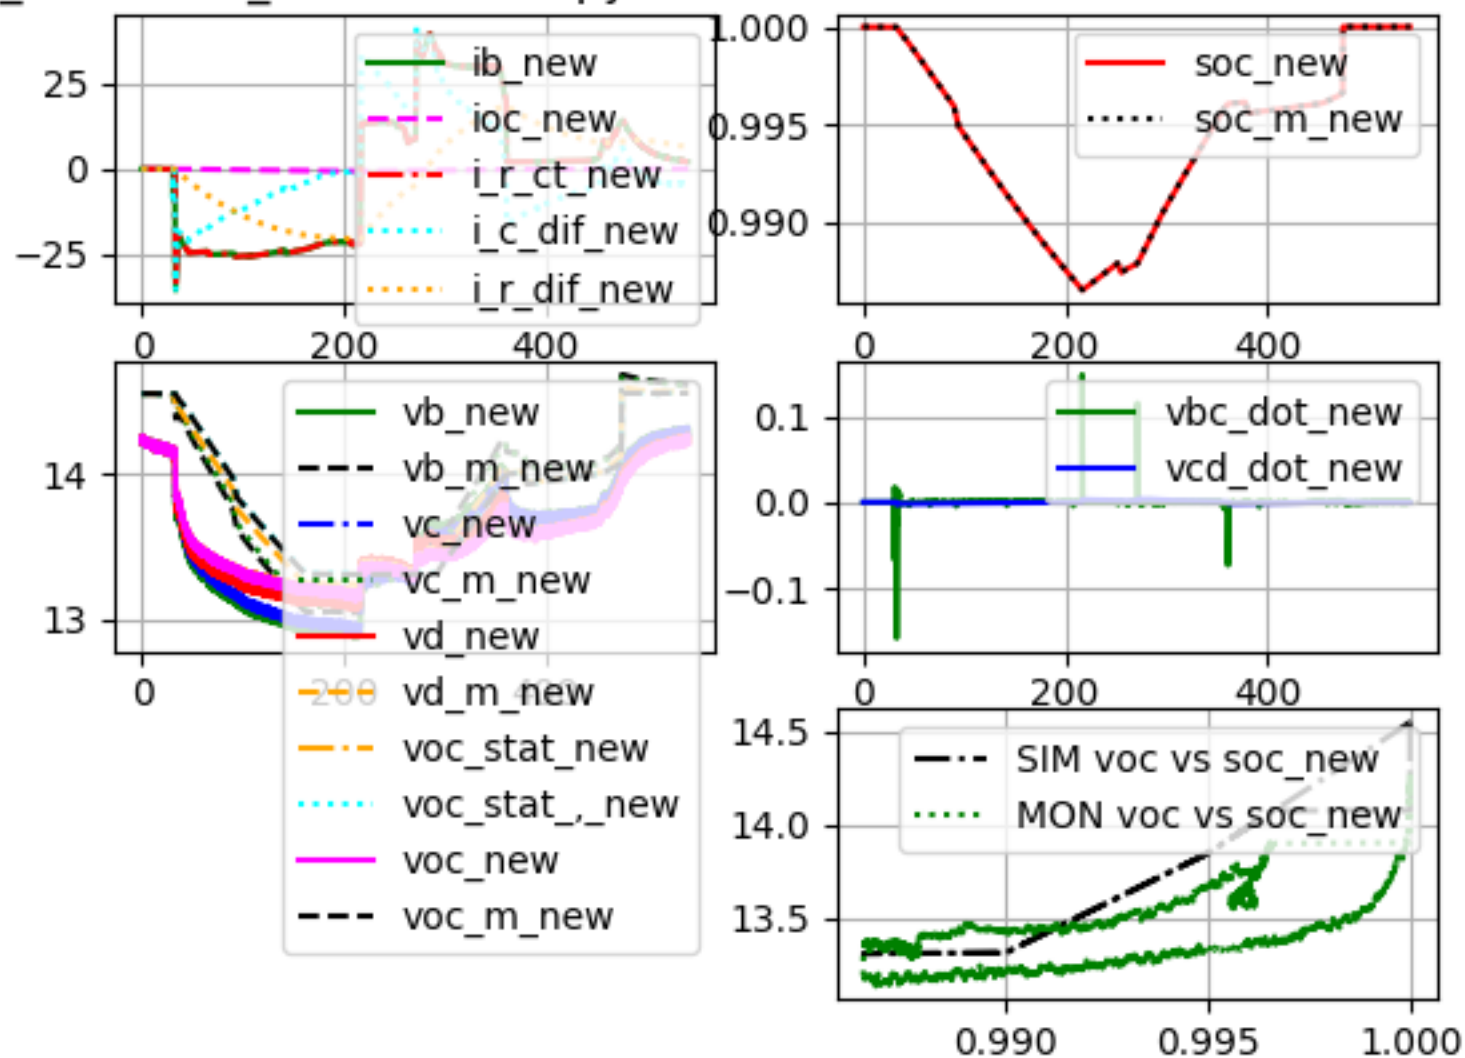 25
0
−25
0
200
400
ib_new
ioc_new
i_r_ct_new
i_c_dif_new
i_r_dif_new
1.000
0.995
0.990
0
200
400
soc_new
soc_m_new
14
13
0
200
400
vb_new
vb_m_new
vc_new
vc_m_new
vd_new
vd_m_new
voc_stat_new
voc_stat_,_new
voc_new
voc_m_new
0.1
0.0
−0.1
0
200
400
vbc_dot_new
vcd_dot_new
14.5
14.0
13.5
0.990
0.995
1.000
SIM voc vs soc_new
MON voc vs soc_new